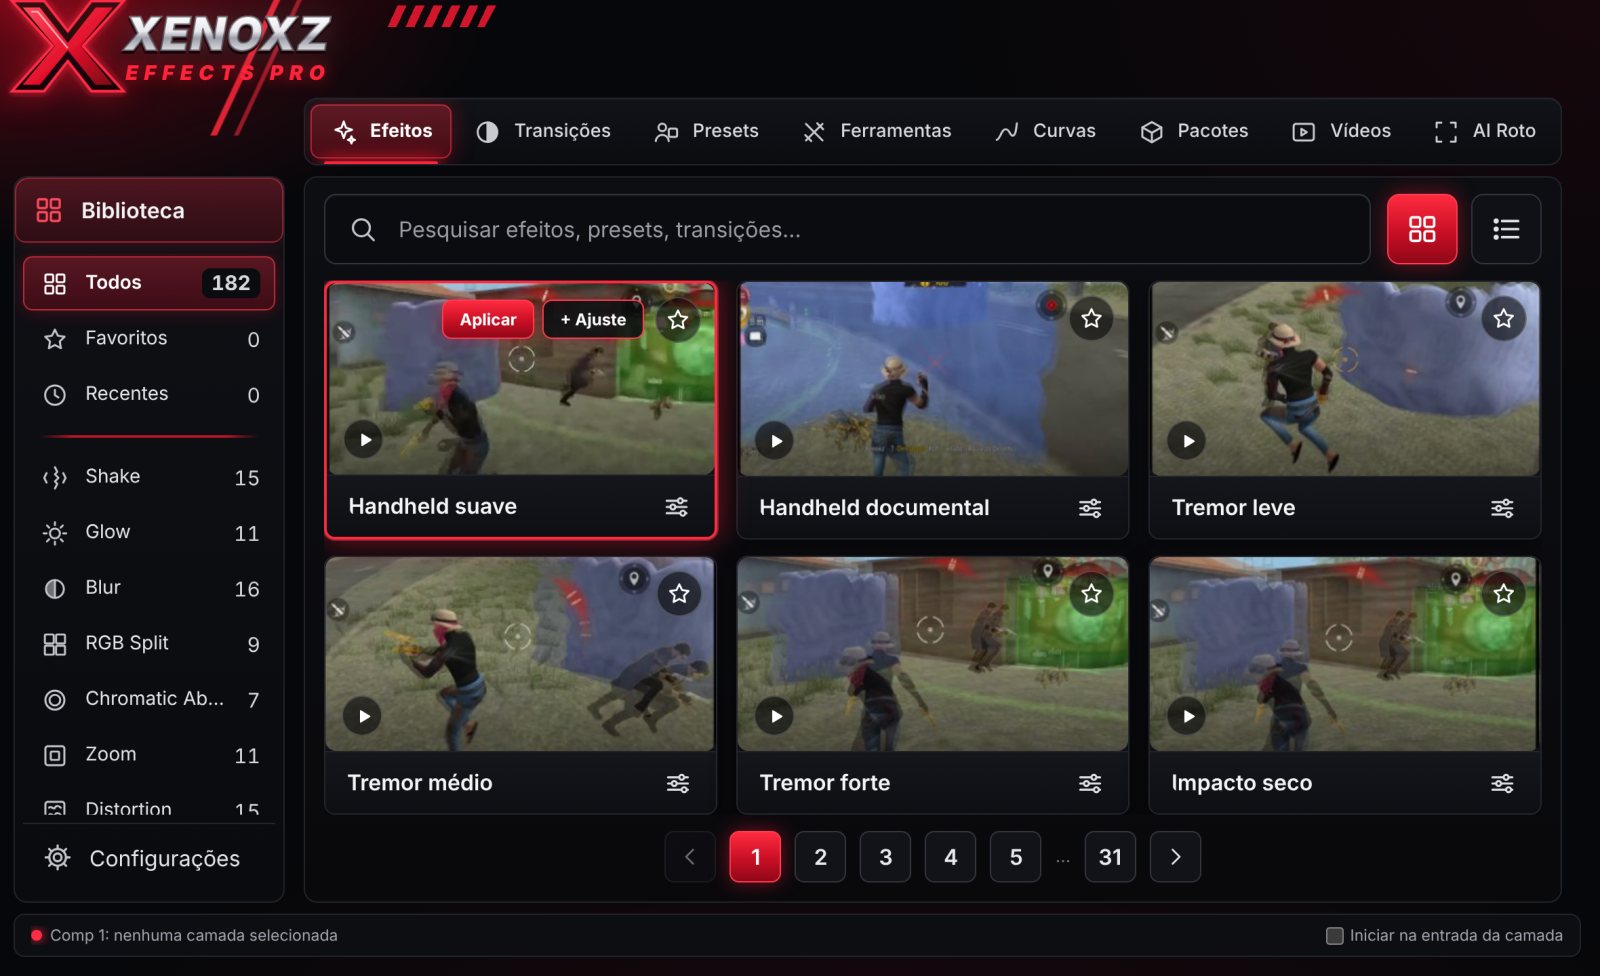 XENOXZ
EFFECTS PRO
Efeitos
Transições
Presets
Ferramentas
Curvas
Pacotes
Vídeos
AI Roto
Biblioteca
Todos 182
Favoritos 0
Recentes 0
Shake 15
Glow 11
Blur 16
RGB Split 9
Chromatic Ab... 7
Zoom 11
Distortion 15
Configurações
Pesquisar efeitos, presets, transições...
Aplicar
+ Ajuste
Handheld suave
Handheld documental
Tremor leve
Tremor médio
Tremor forte
Impacto seco
1 2 3 4 5 ... 31
Comp 1: nenhuma camada selecionada
Iniciar na entrada da camada